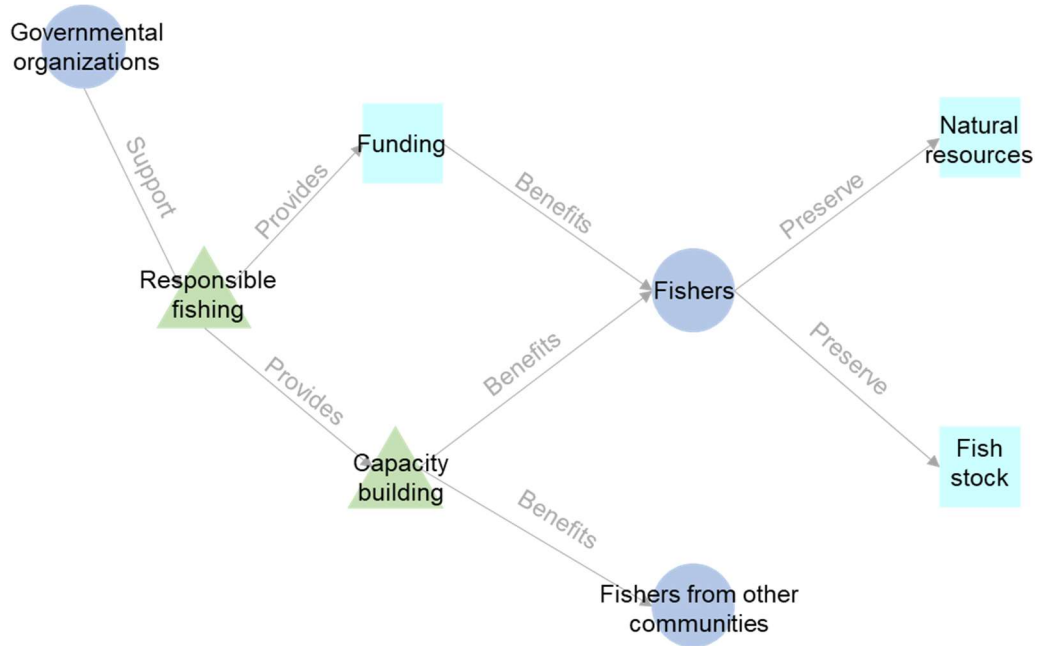 Governmental
organizations
Support
Responsible
fishing
Provides
Funding
Provides
Capacity
building
Benefits
Benefits
Benefits
Fishers
Fishers from other
communities
Preserve
Preserve
Natural
resources
Fish
stock